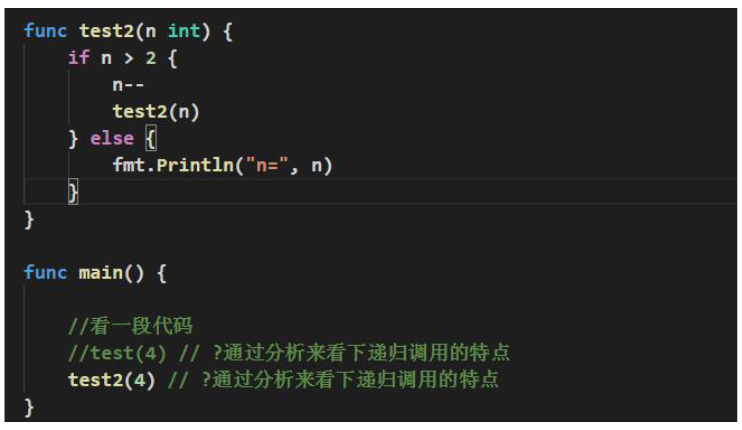 func test2(n int) {
    if n > 2 {
        n--
        test2(n)
    } else {
        fmt.Println("n=", n)
    }
}

func main() {

    //看一段代码
    //test(4) // ?通过分析来看下递归调用的特点
    test2(4) // ?通过分析来看下递归调用的特点
}